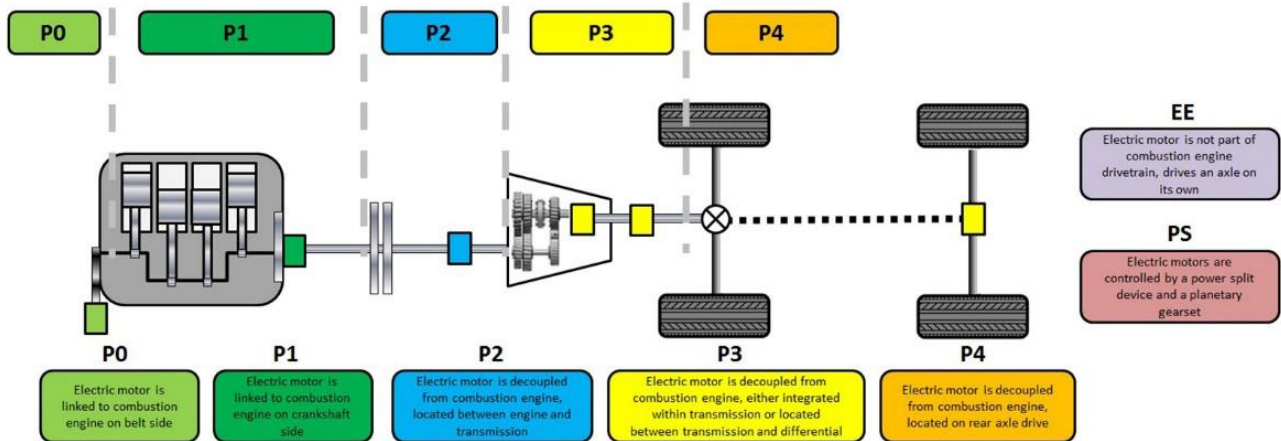 P0
P1
P2
P3
P4
EE
Electric motor is not part of
combustion engine
drivetrain, drives an axle on
its own
PS
Electric motors are
controlled by a power split
device and a planetary
gearset
P0
Electric motor is
linked to combustion
engine on belt side
P1
Electric motor is
linked to combustion
engine on crankshaft
side
P2
Electric motor is decoupled
from combustion engine,
located between engine and
transmission
P3
Electric motor is decoupled from
combustion engine, either integrated
within transmission or located
between transmission and differential
P4
Electric motor is decoupled
from combustion engine,
located on rear axle drive